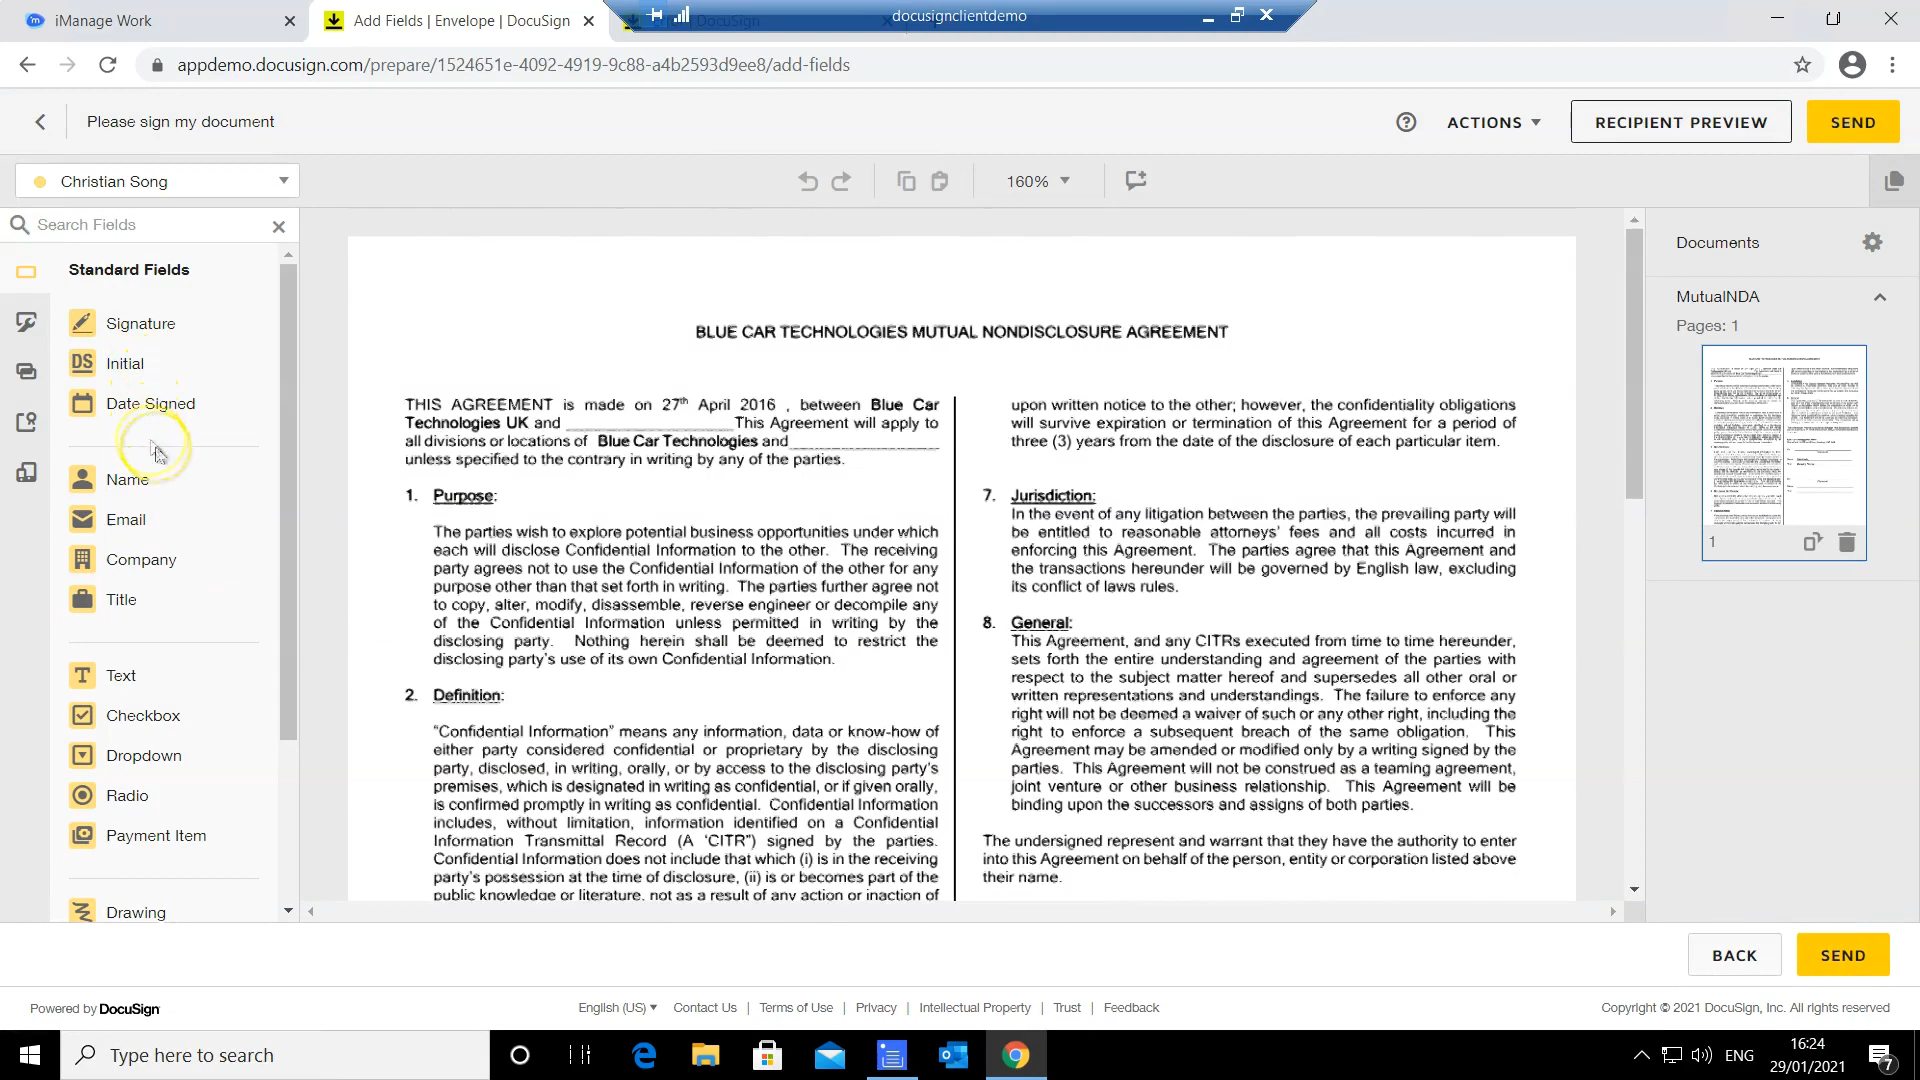 iManage Work
Add Fields | Envelope | DocuSign
docusignclientdemo
appdemo.docusign.com/prepare/1524651e-4092-4919-9c88-a4b2593d9ee8/add-fields
Please sign my document
ACTIONS
RECIPIENT PREVIEW
SEND
Christian Song
160%
Search Fields
Standard Fields
Signature
DS Initial
Date Signed
Name
Email
Company
Title
Text
Checkbox
Dropdown
Radio
Payment Item
Drawing
BLUE CAR TECHNOLOGIES MUTUAL NONDISCLOSURE AGREEMENT
THIS AGREEMENT is made on 27th April 2016 , between Blue Car
Technologies UK and ____________________This Agreement will apply to
all divisions or locations of Blue Car Technologies and__________________
unless specified to the contrary in writing by any of the parties.
1. Purpose:
The parties wish to explore potential business opportunities under which
each will disclose Confidential Information to the other. The receiving
party agrees not to use the Confidential Information of the other for any
purpose other than that set forth in writing. The parties further agree not
to copy, alter, modify, disassemble, reverse engineer or decompile any
of the Confidential Information unless permitted in writing by the
disclosing party. Nothing herein shall be deemed to restrict the
disclosing party's use of its own Confidential Information.
2. Definition:
"Confidential Information" means any information, data or know-how of
either party considered confidential or proprietary by the disclosing
party, disclosed, in writing, orally, or by access to the disclosing party's
premises, which is designated in writing as confidential, or if given orally,
is confirmed promptly in writing as confidential. Confidential Information
includes, without limitation, information identified on a Confidential
Information Transmittal Record (A 'CITR") signed by the parties.
Confidential Information does not include that which (i) is in the receiving
party's possession at the time of disclosure, (ii) is or becomes part of the
public knowledge or literature, not as a result of any action or inaction of
upon written notice to the other; however, the confidentiality obligations
will survive expiration or termination of this Agreement for a period of
three (3) years from the date of the disclosure of each particular item.
7. Jurisdiction:
In the event of any litigation between the parties, the prevailing party will
be entitled to reasonable attorneys' fees and all costs incurred in
enforcing this Agreement. The parties agree that this Agreement and
the transactions hereunder will be governed by English law, excluding
its conflict of laws rules.
8. General:
This Agreement, and any CITRs executed from time to time hereunder,
sets forth the entire understanding and agreement of the parties with
respect to the subject matter hereof and supersedes all other oral or
written representations and understandings. The failure to enforce any
right will not be deemed a waiver of such or any other right, including the
right to enforce a subsequent breach of the same obligation. This
Agreement may be amended or modified only by a writing signed by the
parties. This Agreement will not be construed as a teaming agreement,
joint venture or other business relationship. This Agreement will be
binding upon the successors and assigns of both parties.
The undersigned represent and warrant that they have the authority to enter
into this Agreement on behalf of the person, entity or corporation listed above
their name.
Documents
MutualNDA
Pages: 1
1
BACK
SEND
Powered by DocuSign
English (US) Contact Us | Terms of Use | Privacy | Intellectual Property | Trust | Feedback
Copyright © 2021 DocuSign, Inc. All rights reserved
Type here to search
ENG
16:24
29/01/2021
7